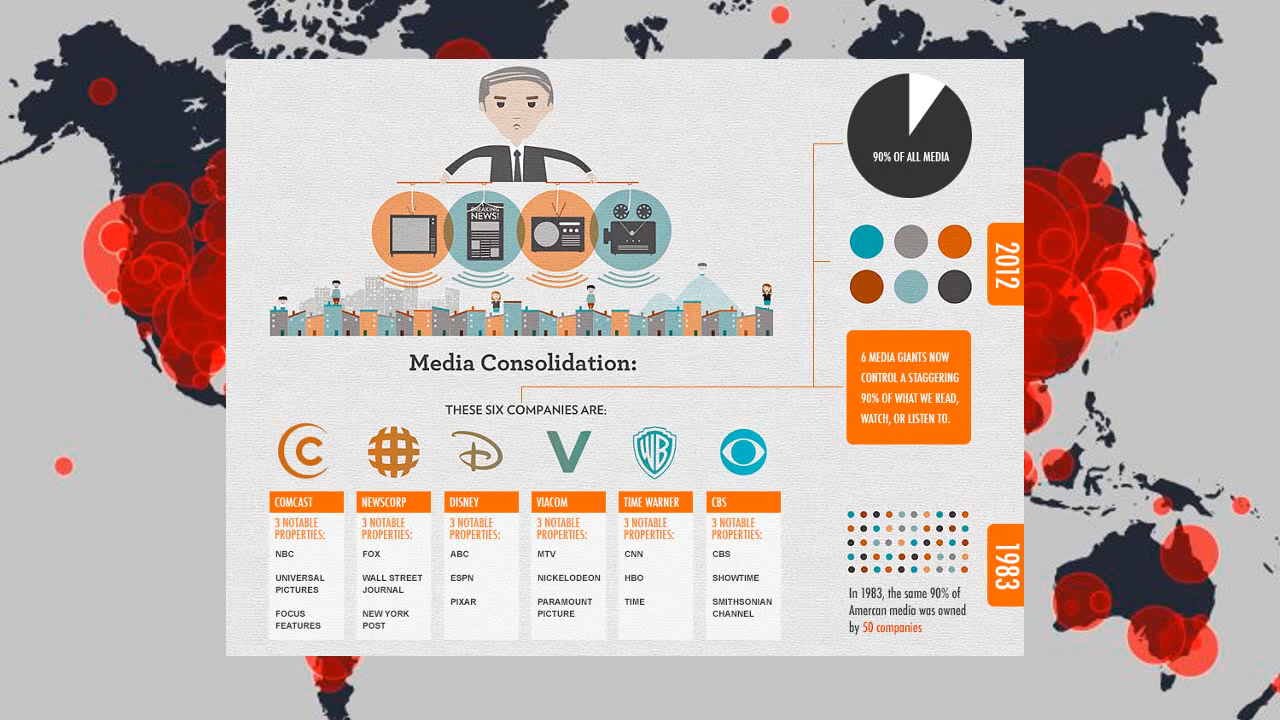 90% OF ALL MEDIA
BREAKING
NEWS!
2012
Media Consolidation:
6 MEDIA GIANTS NOW
CONTROL A STAGGERING
90% OF WHAT WE READ,
WATCH, OR LISTEN TO.
THESE SIX COMPANIES ARE:
C
D
V
WB
COMCAST
3 NOTABLE
PROPERTIES:
NBC
UNIVERSAL
PICTURES
FOCUS
FEATURES
NEWSCORP
3 NOTABLE
PROPERTIES:
FOX
WALL STREET
JOURNAL
NEW YORK
POST
DISNEY
3 NOTABLE
PROPERTIES:
ABC
ESPN
PIXAR
VIACOM
3 NOTABLE
PROPERTIES:
MTV
NICKELODEON
PARAMOUNT
PICTURE
TIME WARNER
3 NOTABLE
PROPERTIES:
CNN
HBO
TIME
CBS
3 NOTABLE
PROPERTIES:
CBS
SHOWTIME
SMITHSONIAN
CHANNEL
1983
In 1983, the same 90% of
Amercan media was owned
by 50 companies